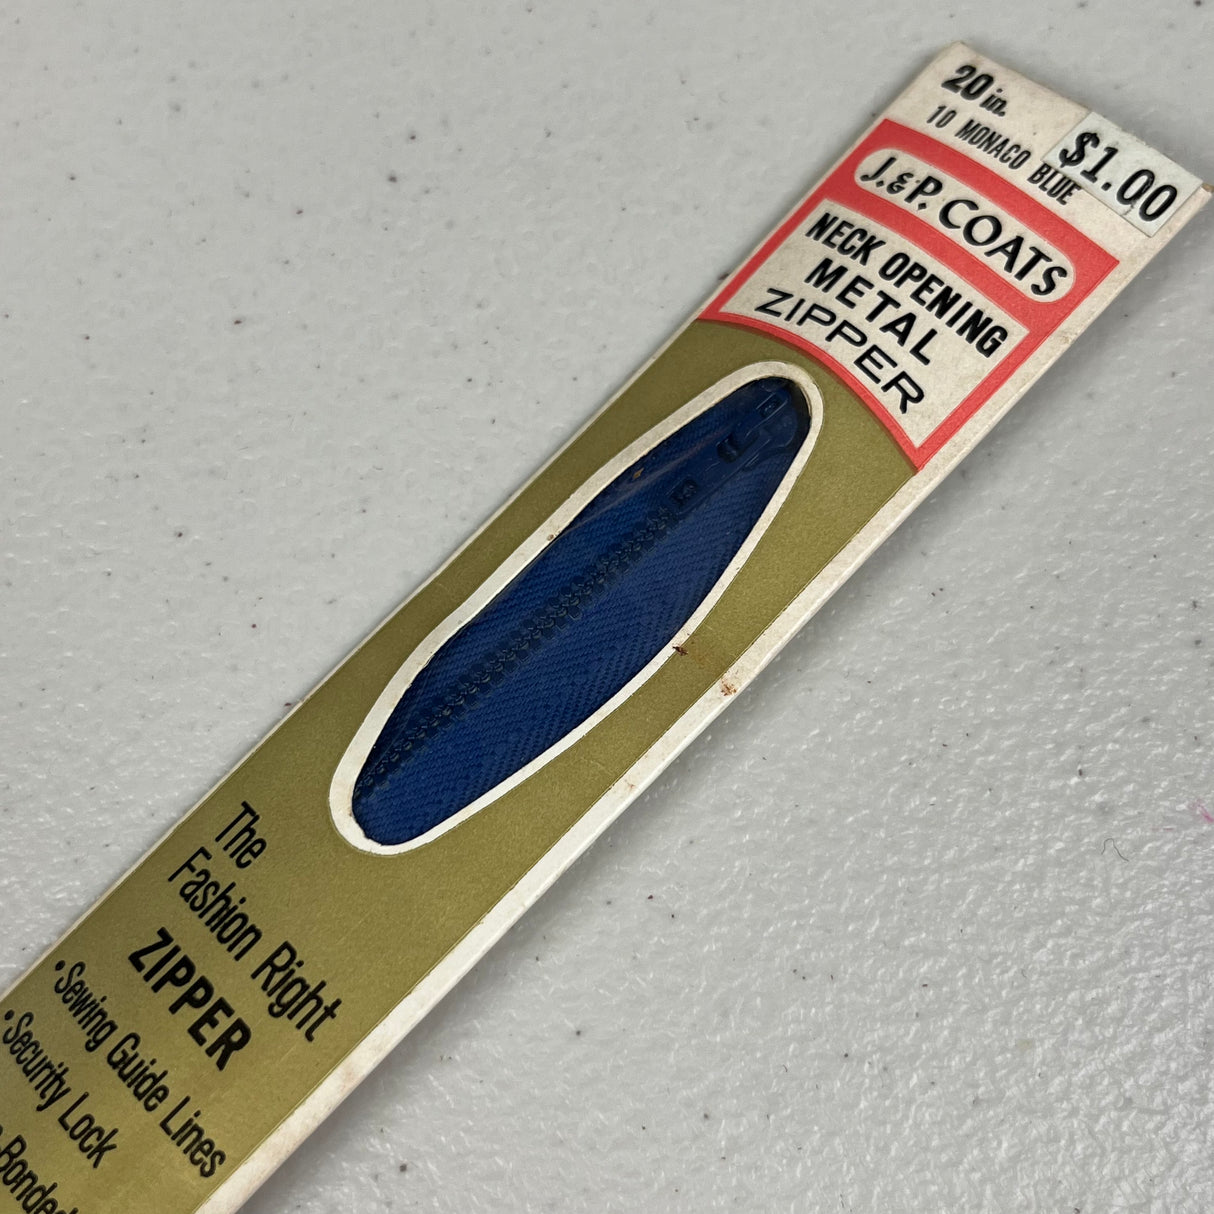 20 in.
10 MONACO BLUE
$1.00
J.&P. COATS
NECK OPENING
METAL
ZIPPER
The
Fashion Right
ZIPPER
•Sewing Guide Lines
•Security Lock
Bonded